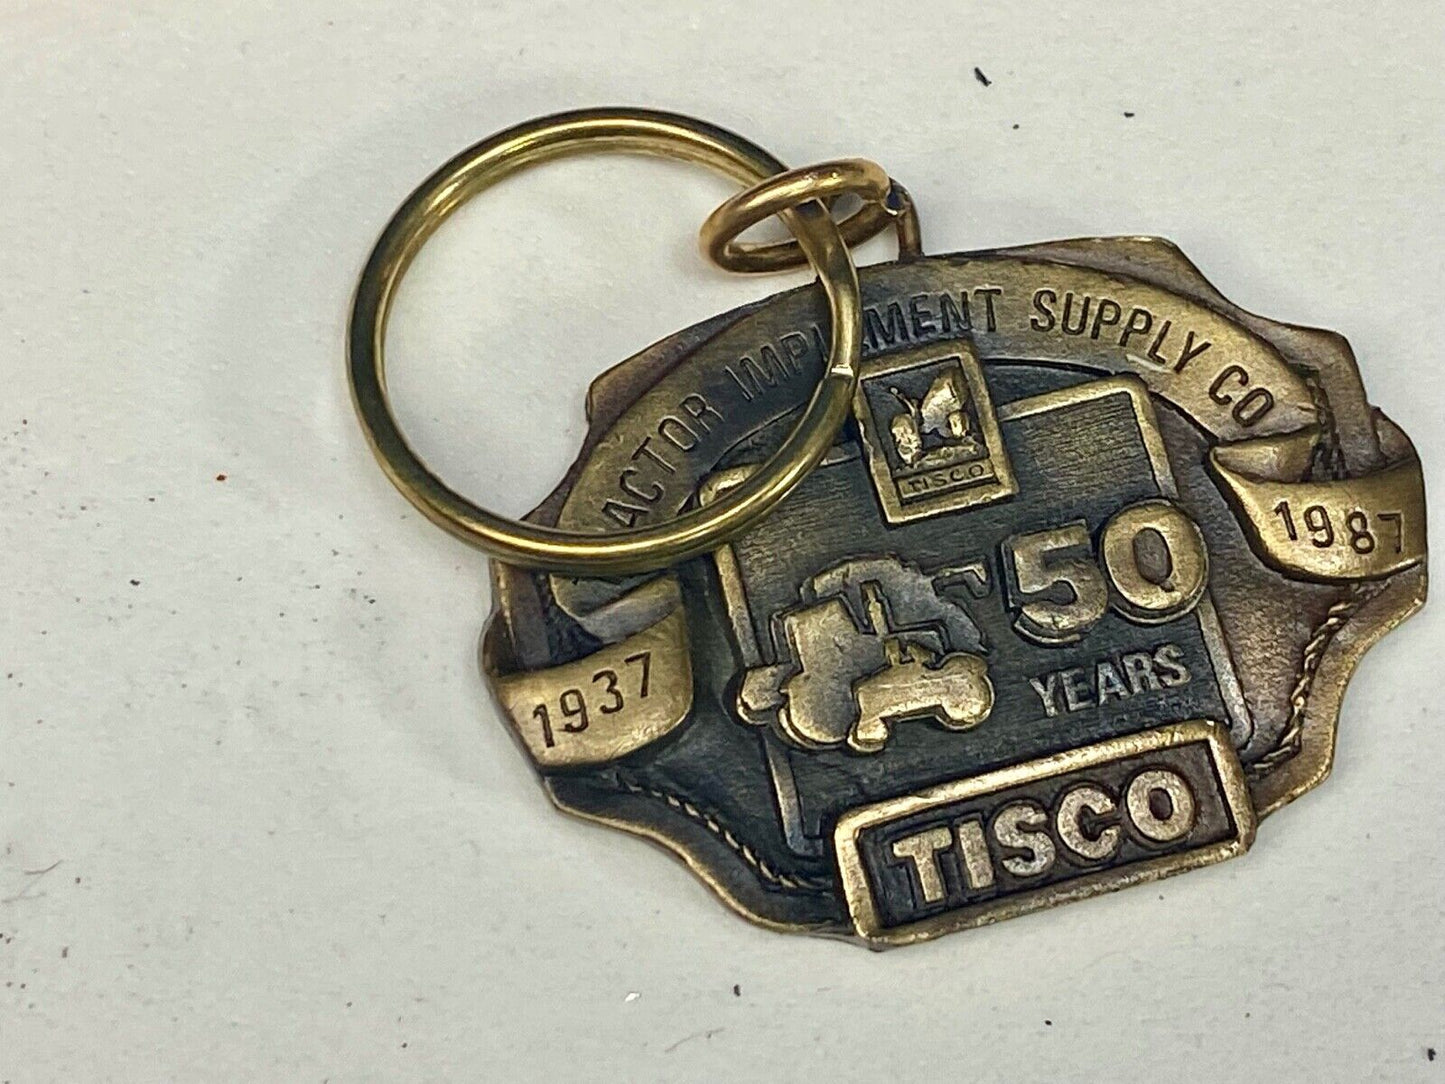 ACTOR IMPLEMENT SUPPLY CO
TISCO
1987
50
YEARS
1937
TISCO